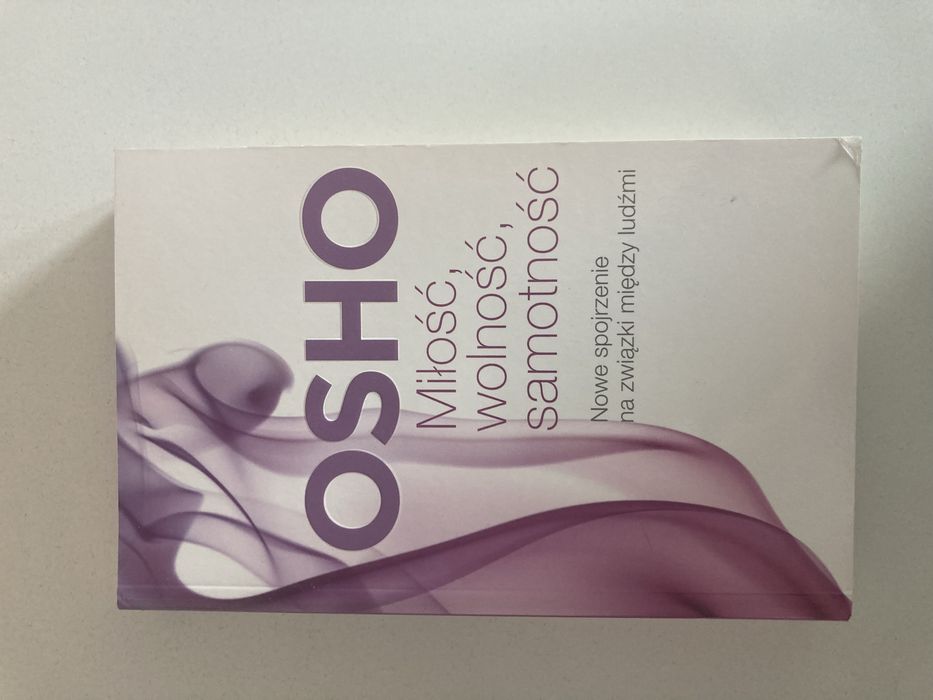 OSHO
Miłość,
wolność,
samotność
Nowe spojrzenie
na związki między ludźmi